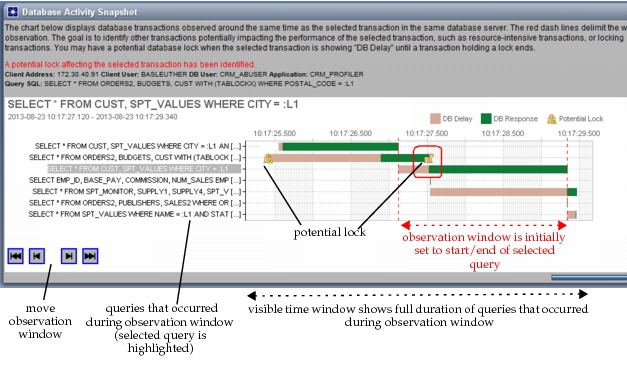 Database Activity Snapshot
The chart below displays database transactions observed around the same time as the selected transaction in the same database server. The red dash lines delimit the w
observation. The goal is to identify other transactions potentially impacting the performance of the selected transaction, such as resource-intensive transactions, or locking
transactions. You may have a potential database lock when the selected transaction is showing "DB Delay" until a transaction holding a lock ends.
A potential lock affecting the selected transaction has been identified.
Client Address: 172.30.40.91 Client User: BASLEUTHER DB User: CRM_ABUSER Application: CRM_PROFILER
Query SQL: SELECT * FROM ORDERS2, BUDGETS, CUST WITH (TABLOCKX) WHERE POSTAL_CODE = :L1
SELECT * FROM CUST, SPT_VALUES WHERE CITY = :L1
2013-08-23 10:17:27.120 - 2013-08-23 10:17:29.340
DB Delay DB Response Potential Lock
10:17:25.500 10:17:26.500 10:17:27.500 10:17:28.500 10:17:29.500
SELECT * FROM CUST, SPT_VALUES WHERE CITY = :L1 AN [...]
SELECT * FROM ORDERS2, BUDGETS, CUST WITH (TABLOCK [...]
SELECT * FROM CUST, SPT_VALUES WHERE CITY = :L1
SELECT EMP_ID, BASE_PAY, COMMISSION, NUM_SALES EMP [...]
SELECT * FROM SPT_MONITOR, SUPPLY1, SUPPLY4, SPT_V [...]
SELECT * FROM ORDERS2, PUBLISHERS, SALES2 WHERE OR [...]
SELECT * FROM SPT_VALUES WHERE NAME = :L1 AND STAT [...]
potential lock
observation window is initially
set to start/end of selected
query
move
observation
window
queries that occurred
during observation window
(selected query is
highlighted)
visible time window shows full duration of queries that occurred
during observation window